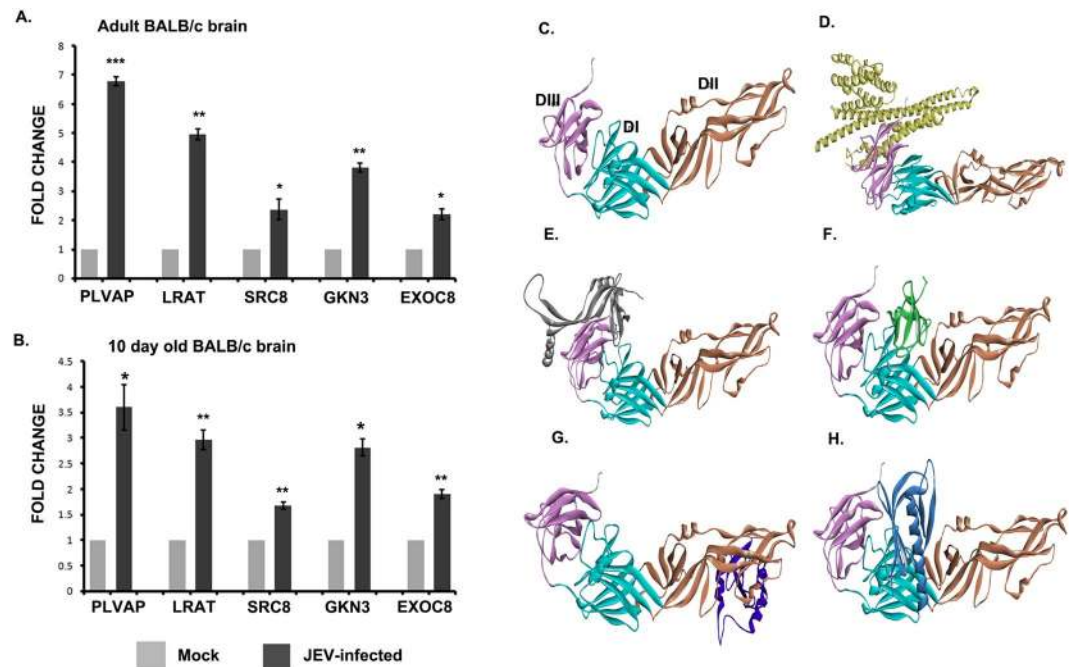 A.
Adult BALB/c brain
8
7
6
5
4
3
2
1
0
FOLD CHANGE
***
**
*
**
*
PLVAP LRAT SRC8 GKN3 EXOC8
B.
10 day old BALB/c brain
4.5
4
3.5
3
2.5
2
1.5
1
0.5
0
FOLD CHANGE
*
**
**
*
**
PLVAP LRAT SRC8 GKN3 EXOC8
Mock JEV-infected
C.
DIII
DI
DII
D.
E.
F.
G.
H.